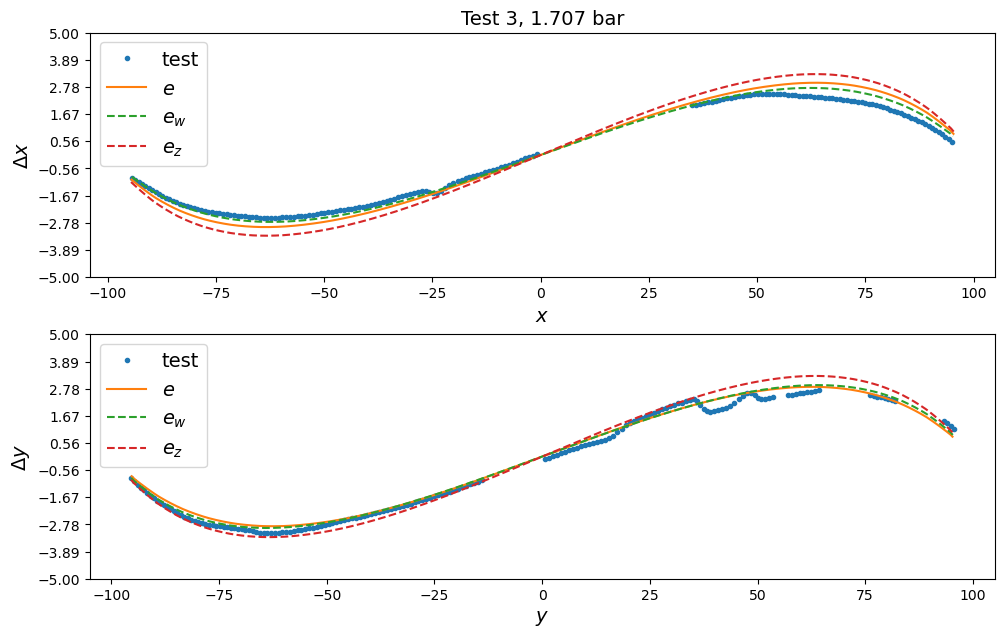 Test 3, 1.707 bar
5.00
3.89
2.78
1.67
0.56
−0.56
−1.67
−2.78
−3.89
−5.00
Δx
test
e
e_w
e_z
−100 −75 −50 −25 0 25 50 75 100
x
5.00
3.89
2.78
1.67
0.56
−0.56
−1.67
−2.78
−3.89
−5.00
Δy
test
e
e_w
e_z
−100 −75 −50 −25 0 25 50 75 100
y